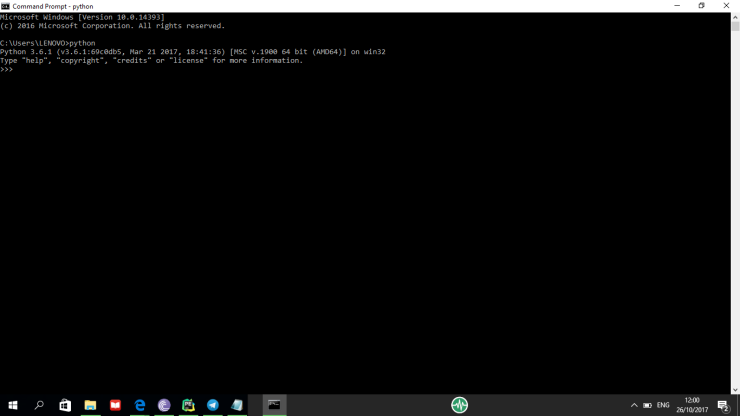 Command Prompt - python
Microsoft Windows [Version 10.0.14393]
(c) 2016 Microsoft Corporation. All rights reserved.
C:\Users\LENOVO>python
Python 3.6.1 (v3.6.1:69c0db5, Mar 21 2017, 18:41:36) [MSC v.1900 64 bit (AMD64)] on win32
Type "help", "copyright", "credits" or "license" for more information.
>>>
ENG
12:00
26/10/2017
2